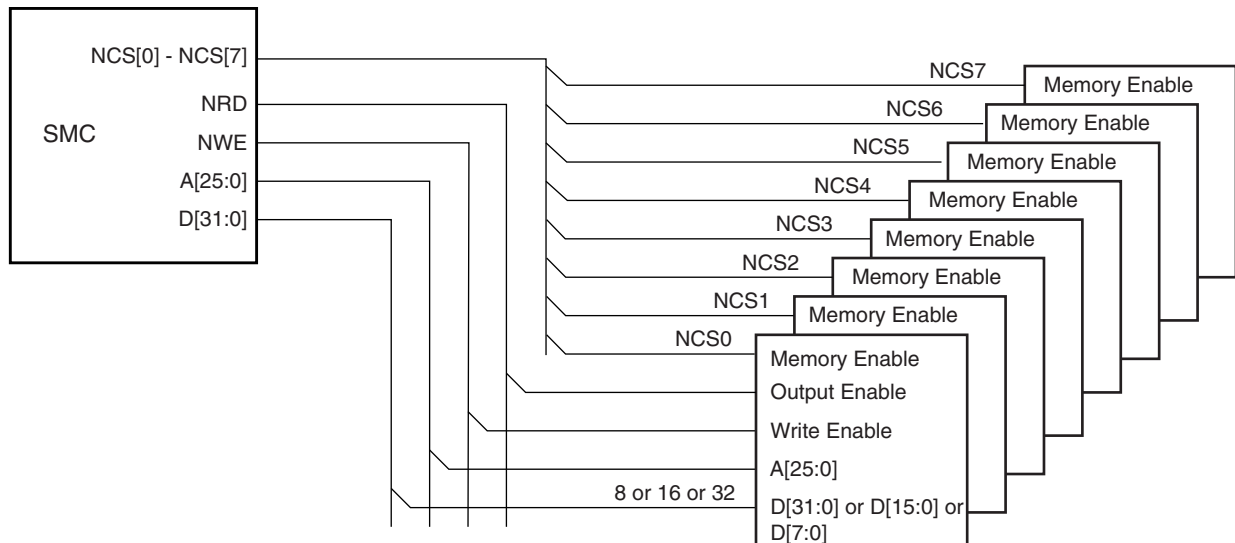 NCS[0] - NCS[7]
NRD
SMC
NWE
A[25:0]
D[31:0]
NCS7
Memory Enable
NCS6
Memory Enable
NCS5
Memory Enable
NCS4
Memory Enable
NCS3
Memory Enable
NCS2
Memory Enable
NCS1
Memory Enable
NCS0
Memory Enable
Output Enable
Write Enable
A[25:0]
8 or 16 or 32
D[31:0] or D[15:0] or
D[7:0]